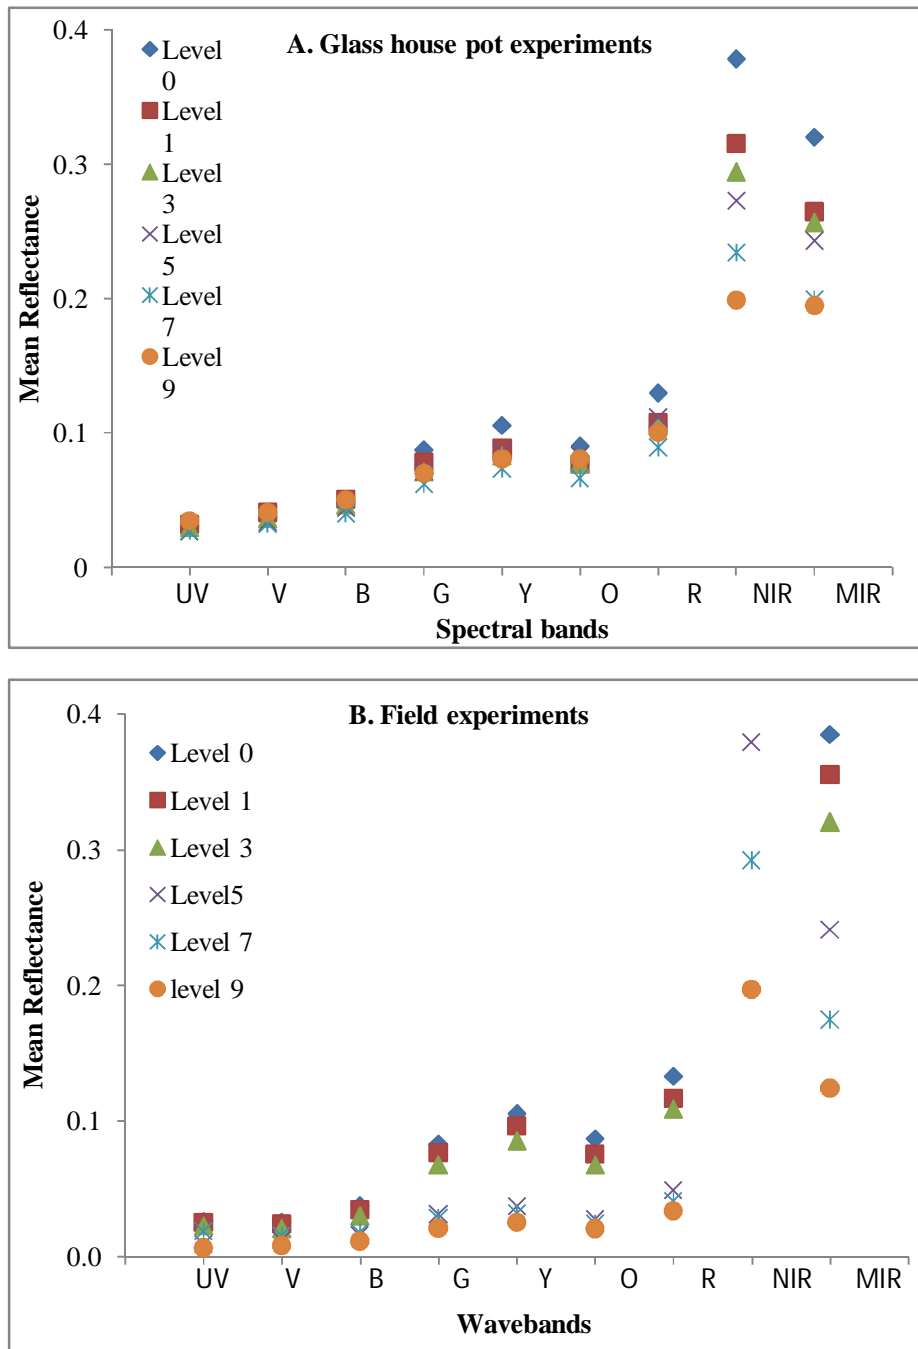 A. Glass house pot experiments
Mean Reflectance
0.4
0.3
0.2
0.1
0
Level
0
Level
1
Level
3
Level
5
Level
7
Level
9
UV V B G Y O R NIR MIR
Spectral bands
B. Field experiments
Mean Reflectance
0.4
0.3
0.2
0.1
0.0
Level 0
Level 1
Level 3
Level5
Level 7
level 9
UV V B G Y O R NIR MIR
Wavebands